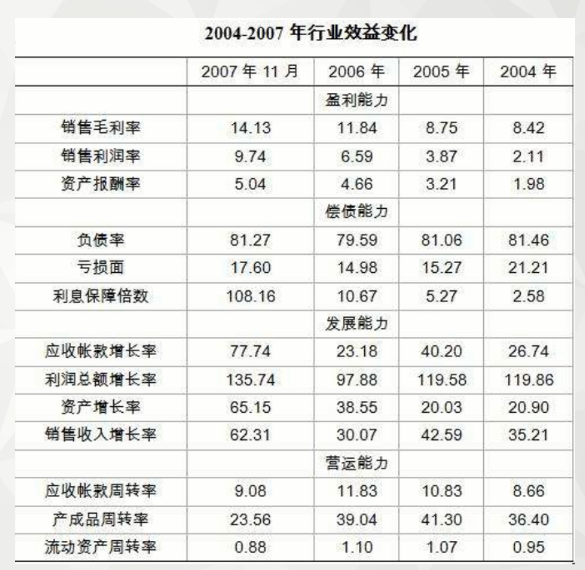 2004-2007 年行业效益变化
2007 年 11 月 2006 年 2005 年 2004 年
盈利能力
销售毛利率 14.13 11.84 8.75 8.42
销售利润率 9.74 6.59 3.87 2.11
资产报酬率 5.04 4.66 3.21 1.98
偿债能力
负债率 81.27 79.59 81.06 81.46
亏损面 17.60 14.98 15.27 21.21
利息保障倍数 108.16 10.67 5.27 2.58
发展能力
应收帐款增长率 77.74 23.18 40.20 26.74
利润总额增长率 135.74 97.88 119.58 119.86
资产增长率 65.15 38.55 20.03 20.90
销售收入增长率 62.31 30.07 42.59 35.21
营运能力
应收帐款周转率 9.08 11.83 10.83 8.66
产成品周转率 23.56 39.04 41.30 36.40
流动资产周转率 0.88 1.10 1.07 0.95